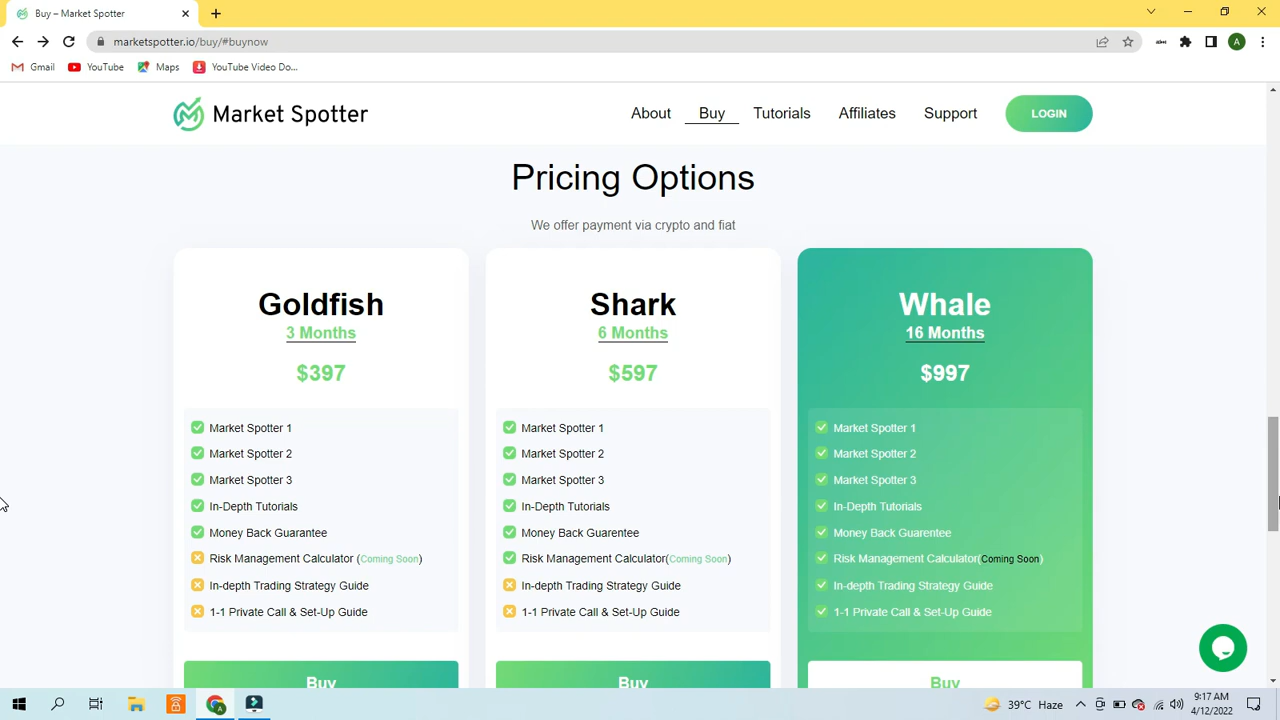 Buy – Market Spotter
marketspotter.io/buy/#buynow
Gmail YouTube Maps YouTube Video Do...
Market Spotter
About Buy Tutorials Affiliates Support LOGIN
Pricing Options
We offer payment via crypto and fiat
Goldfish
3 Months
$397
Market Spotter 1
Market Spotter 2
Market Spotter 3
In-Depth Tutorials
Money Back Guarantee
Risk Management Calculator (Coming Soon)
In-depth Trading Strategy Guide
1-1 Private Call & Set-Up Guide
Buy
Shark
6 Months
$597
Market Spotter 1
Market Spotter 2
Market Spotter 3
In-Depth Tutorials
Money Back Guarentee
Risk Management Calculator(Coming Soon)
In-depth Trading Strategy Guide
1-1 Private Call & Set-Up Guide
Buy
Whale
16 Months
$997
Market Spotter 1
Market Spotter 2
Market Spotter 3
In-Depth Tutorials
Money Back Guarentee
Risk Management Calculator(Coming Soon)
In-depth Trading Strategy Guide
1-1 Private Call & Set-Up Guide
Buy
39°C Haze
9:17 AM
4/12/2022